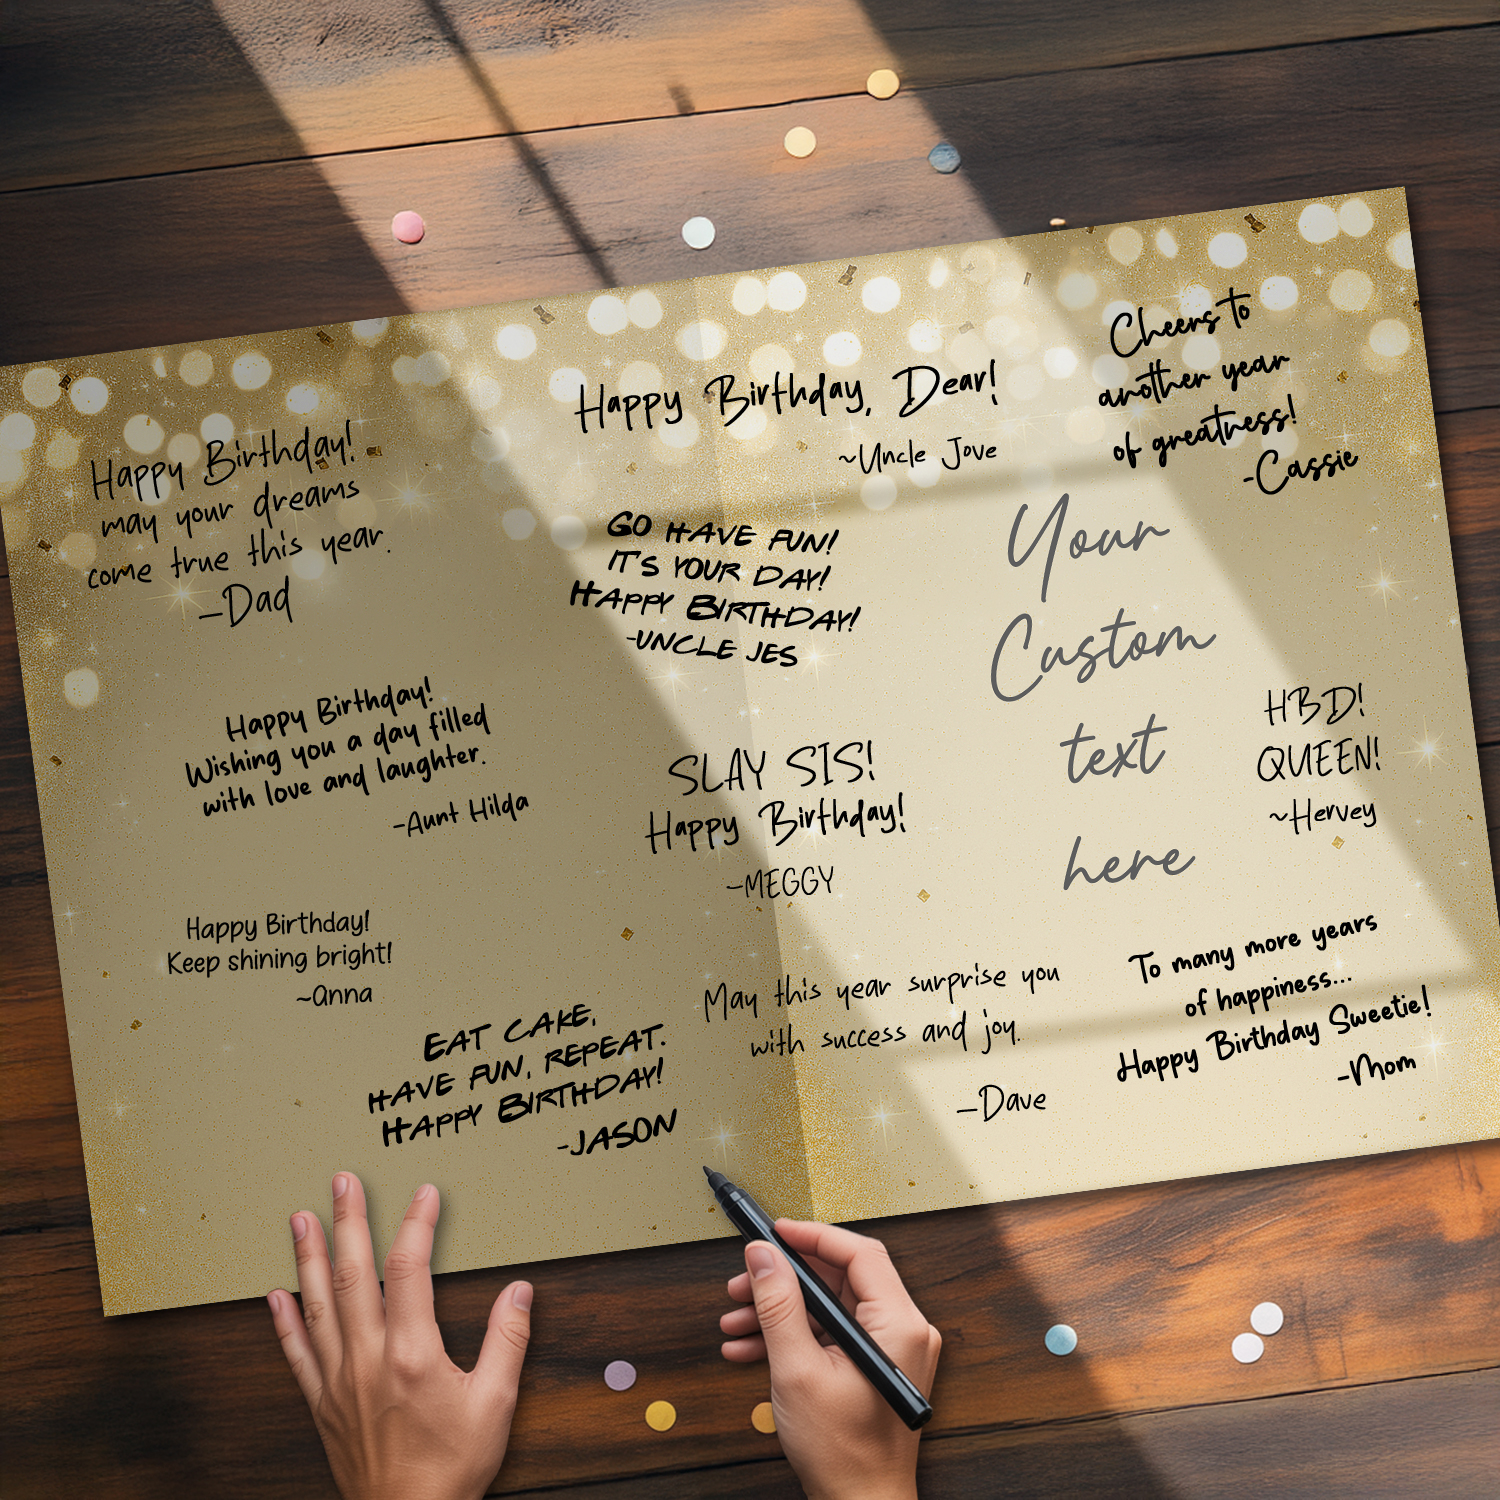 Happy Birthday!
may your dreams
come true this year.
–Dad
Happy Birthday!
Wishing you a day filled
with love and laughter.
-Aunt Hilda
Happy Birthday!
Keep shining bright!
~Anna
EAT CAKE,
HAVE FUN, REPEAT.
HAPPY BIRTHDAY!
-JASON
Happy Birthday, Dear!
~Uncle Jove
GO HAVE FUN!
IT'S YOUR DAY!
HAPPY BIRTHDAY!
-UNCLE JES
SLAY SIS!
Happy Birthday!
–MEGGY
May this year surprise you
with success and joy.
–Dave
Cheers to
another year
of greatness!
-Cassie
Your
Custom
text
here
HBD!
QUEEN!
~Hervey
To many more years
of happiness...
Happy Birthday Sweetie!
-Mom